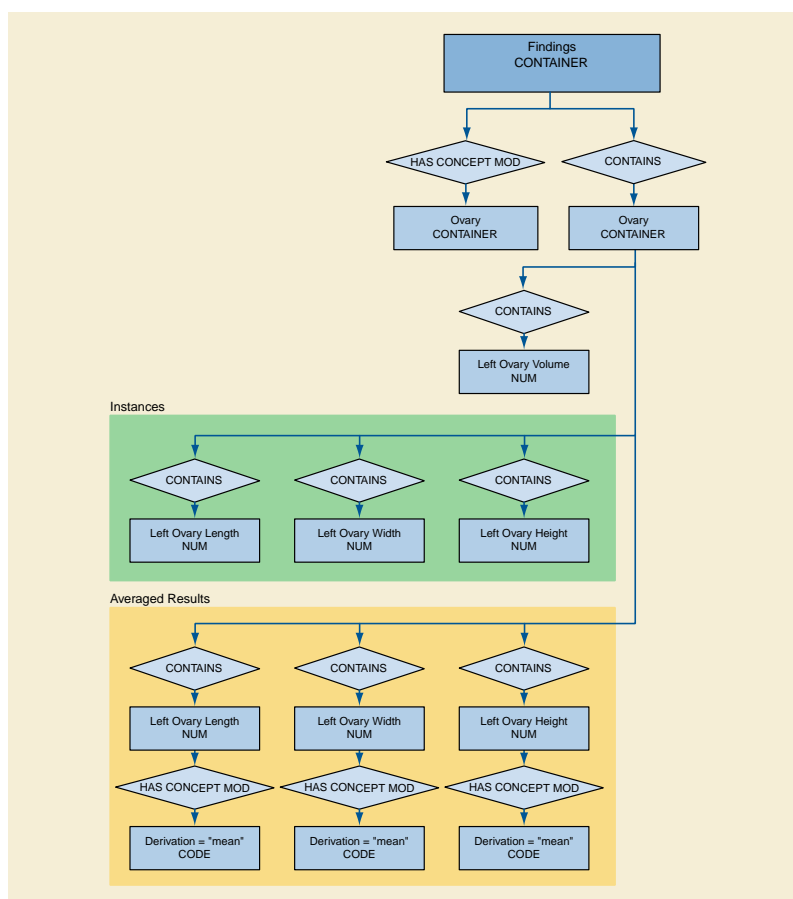 Findings
CONTAINER
HAS CONCEPT MOD
CONTAINS
Ovary
CONTAINER
Ovary
CONTAINER
CONTAINS
Left Ovary Volume
NUM
Instances
CONTAINS
CONTAINS
CONTAINS
Left Ovary Length
NUM
Left Ovary Width
NUM
Left Ovary Height
NUM
Averaged Results
CONTAINS
CONTAINS
CONTAINS
Left Ovary Length
NUM
Left Ovary Width
NUM
Left Ovary Height
NUM
HAS CONCEPT MOD
HAS CONCEPT MOD
HAS CONCEPT MOD
Derivation = "mean"
CODE
Derivation = "mean"
CODE
Derivation = "mean"
CODE